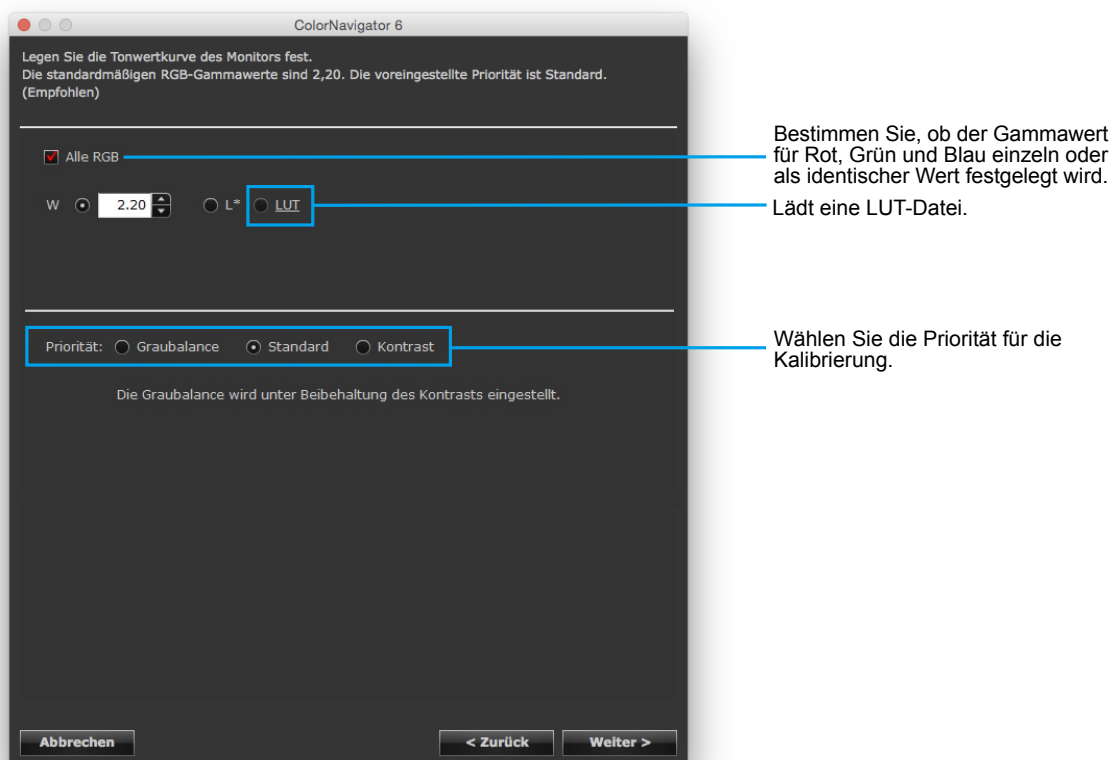 ColorNavigator 6
Legen Sie die Tonwertkurve des Monitors fest.
Die standardmäßigen RGB-Gammawerte sind 2,20. Die voreingestellte Priorität ist Standard.
(Empfohlen)
Alle RGB
W 2.20 L* LUT
Priorität: Graubalance Standard Kontrast
Die Graubalance wird unter Beibehaltung des Kontrasts eingestellt.
Abbrechen < Zurück Weiter >
Bestimmen Sie, ob der Gammawert
für Rot, Grün und Blau einzeln oder
als identischer Wert festgelegt wird.
Lädt eine LUT-Datei.
Wählen Sie die Priorität für die
Kalibrierung.